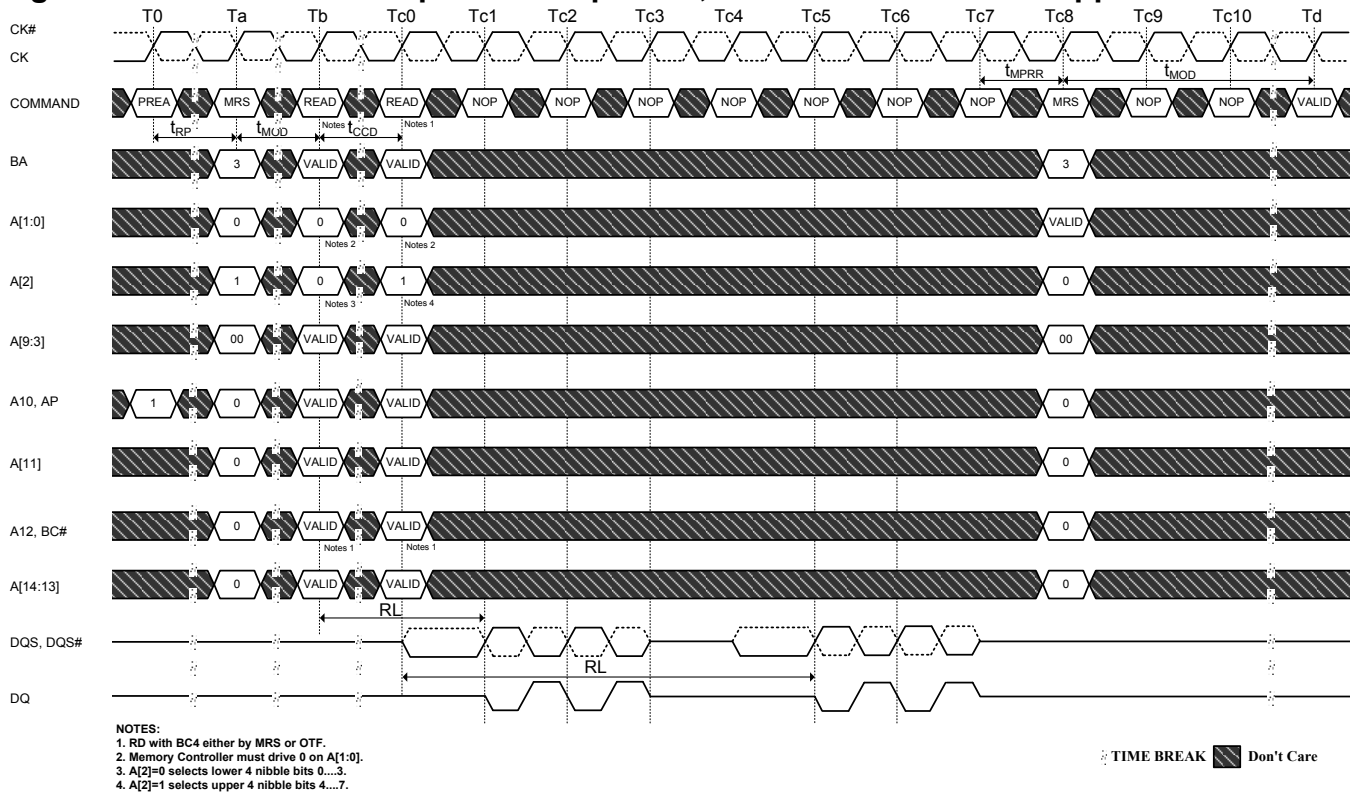 T0 Ta Tb Tc0 Tc1 Tc2 Tc3 Tc4 Tc5 Tc6 Tc7 Tc8 Tc9 Tc10 Td
CK#
CK
tMPRR tMOD
COMMAND PREA MRS READ READ NOP NOP NOP NOP NOP NOP NOP MRS NOP NOP VALID
Notes 1 Notes 1
tRP tMOD tCCD
BA 3 VALID VALID 3
A[1:0] 0 0 0 VALID
Notes 2 Notes 2
A[2] 1 0 1 0
Notes 3 Notes 4
A[9:3] 00 VALID VALID 00
A10, AP 1 0 VALID VALID 0
A[11] 0 VALID VALID 0
A12, BC# 0 VALID VALID 0
Notes 1 Notes 1
A[14:13] 0 VALID VALID 0
RL
DQS, DQS#
RL
DQ
NOTES:
1. RD with BC4 either by MRS or OTF.
2. Memory Controller must drive 0 on A[1:0].
3. A[2]=0 selects lower 4 nibble bits 0....3.
4. A[2]=1 selects upper 4 nibble bits 4....7.
TIME BREAK Don't Care